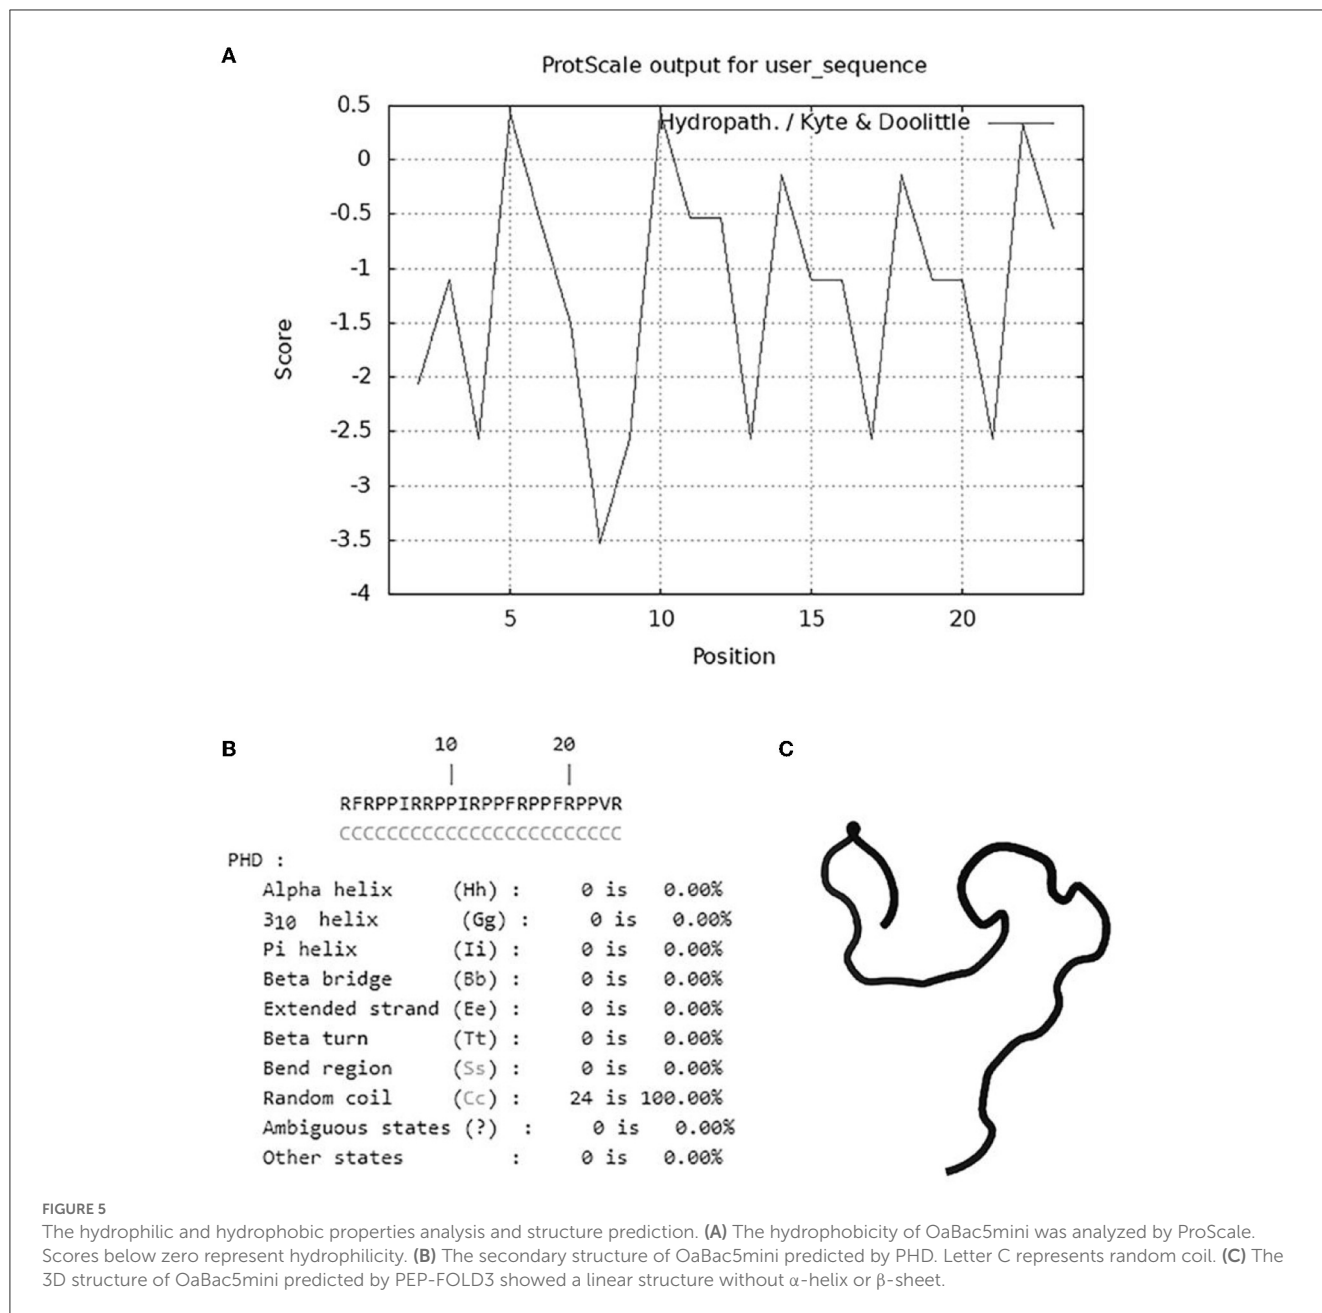 A
ProtScale output for user_sequence
Hydropath. / Kyte & Doolittle
0.5
0
-0.5
-1
-1.5
-2
-2.5
-3
-3.5
-4
Score
5 10 15 20
Position
B
10 20
| |
RFRPPIRRPPIRPPFRPPFRPPVR
CCCCCCCCCCCCCCCCCCCCCCCC
PHD :
Alpha helix (Hh) : 0 is 0.00%
310 helix (Gg) : 0 is 0.00%
Pi helix (Ii) : 0 is 0.00%
Beta bridge (Bb) : 0 is 0.00%
Extended strand (Ee) : 0 is 0.00%
Beta turn (Tt) : 0 is 0.00%
Bend region (Ss) : 0 is 0.00%
Random coil (Cc) : 24 is 100.00%
Ambiguous states (?) : 0 is 0.00%
Other states : 0 is 0.00%
C
FIGURE 5
The hydrophilic and hydrophobic properties analysis and structure prediction. (A) The hydrophobicity of OaBac5mini was analyzed by ProScale.
Scores below zero represent hydrophilicity. (B) The secondary structure of OaBac5mini predicted by PHD. Letter C represents random coil. (C) The
3D structure of OaBac5mini predicted by PEP-FOLD3 showed a linear structure without α-helix or β-sheet.